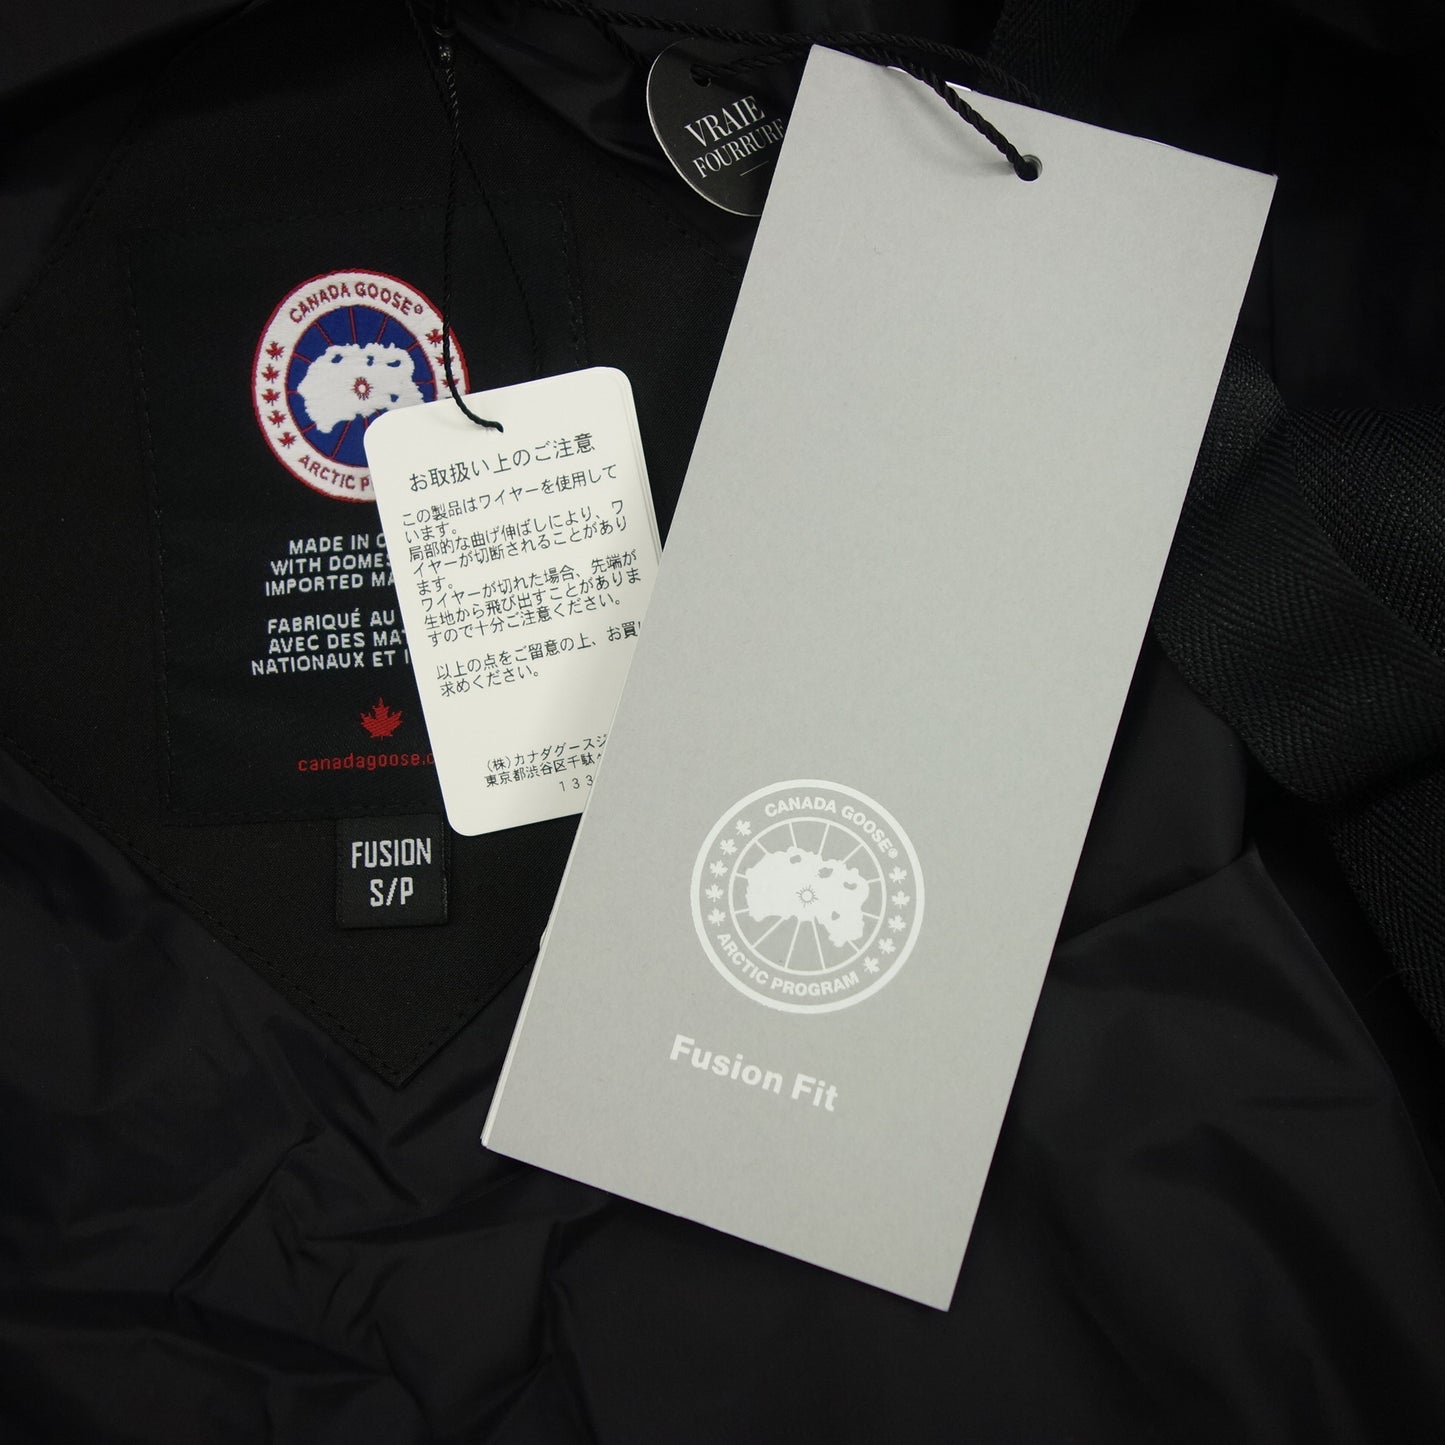 VRAIE
FOURRURE
CANADA GOOSE®
ARCTIC
MADE IN
WITH
IMPORTED
FABRIQUÉ AU
AVEC DES
NATIONAUX ET
canadagoose.
FUSION
S/P
お取扱い上のご注意
この製品はワイヤーを使用して
います。
局部的な曲げ伸ばしにより、ワ
イヤーが切断されることがあり
ます。
ワイヤーが切れた場合、先端が
生地から飛び出すことがありま
すので十分ご注意ください。
以上の点をご留意の上、お買い
求めください。
(株)カナダグースジ
東京都渋谷区千駄ケ
133
CANADA GOOSE®
ARCTIC PROGRAM
Fusion Fit